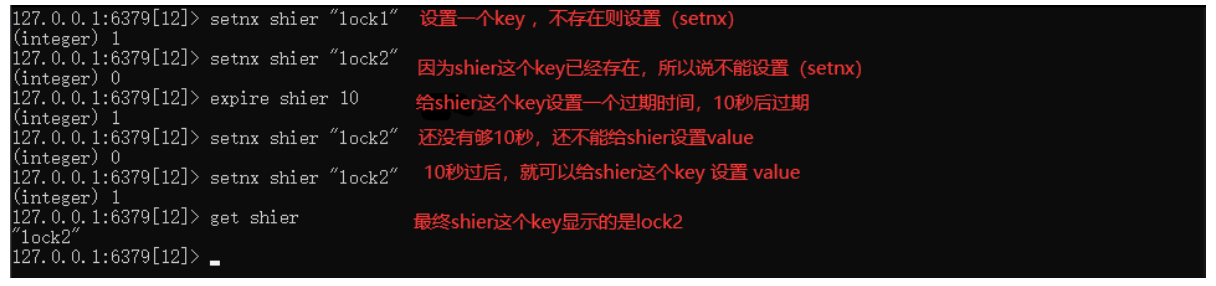 127.0.0.1:6379[12]> setnx shier "lock1" 设置一个key ，不存在则设置（setnx）
(integer) 1
127.0.0.1:6379[12]> setnx shier "lock2"
因为shier这个key已经存在，所以说不能设置（setnx）
(integer) 0
127.0.0.1:6379[12]> expire shier 10 给shier这个key设置一个过期时间，10秒后过期
(integer) 1
127.0.0.1:6379[12]> setnx shier "lock2" 还没有够10秒，还不能给shier设置value
(integer) 0
127.0.0.1:6379[12]> setnx shier "lock2" 10秒过后，就可以给shier这个key 设置 value
(integer) 1
127.0.0.1:6379[12]> get shier 最终shier这个key显示的是lock2
"lock2"
127.0.0.1:6379[12]>